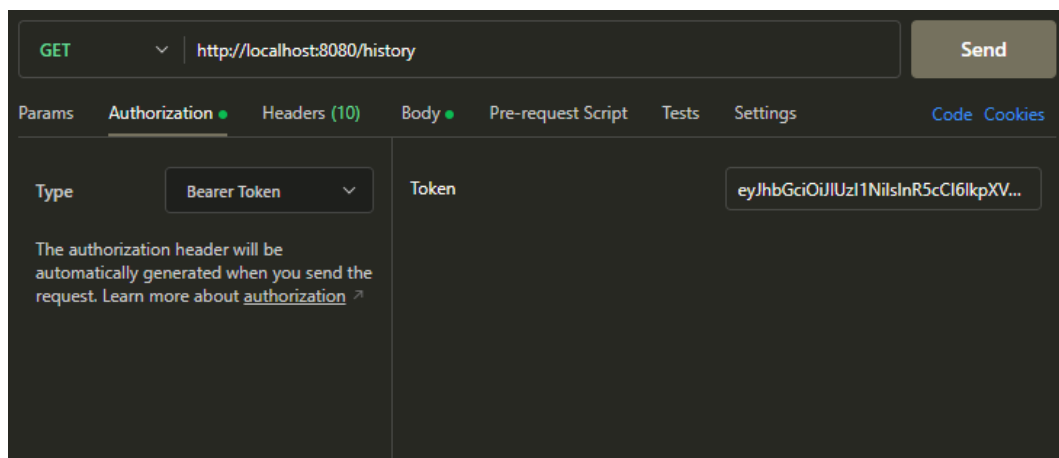 GET http://localhost:8080/history Send
Params Authorization Headers (10) Body Pre-request Script Tests Settings Code Cookies
Type Bearer Token Token eyJhbGciOiJIUzI1NiIsInR5cCI6IkpXV...
The authorization header will be
automatically generated when you send the
request. Learn more about authorization ↗